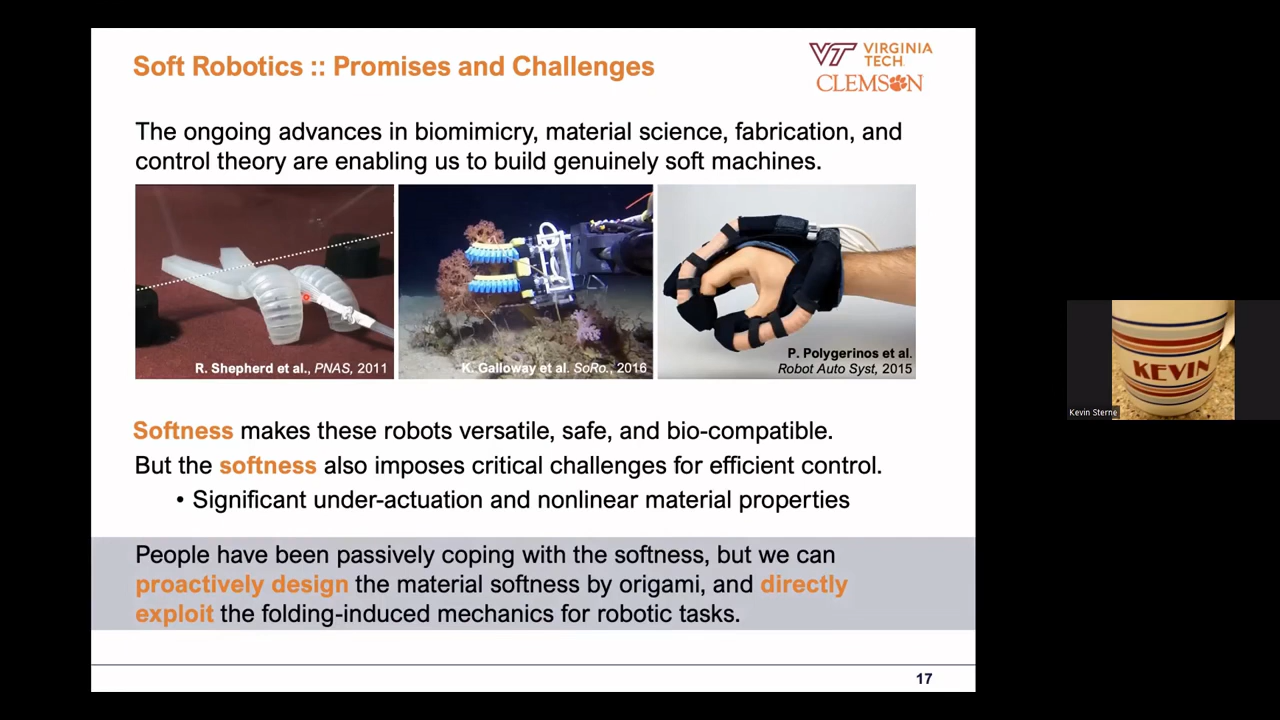 Soft Robotics :: Promises and Challenges
VT VIRGINIA
TECH.
CLEMSON
The ongoing advances in biomimicry, material science, fabrication, and
control theory are enabling us to build genuinely soft machines.
R. Shepherd et al., PNAS, 2011
K. Galloway et al. SoRo., 2016
P. Polygerinos et al.
Robot Auto Syst, 2015
Softness makes these robots versatile, safe, and bio-compatible.
But the softness also imposes critical challenges for efficient control.
• Significant under-actuation and nonlinear material properties
People have been passively coping with the softness, but we can
proactively design the material softness by origami, and directly
exploit the folding-induced mechanics for robotic tasks.
17
KEVIN
Kevin Sterne